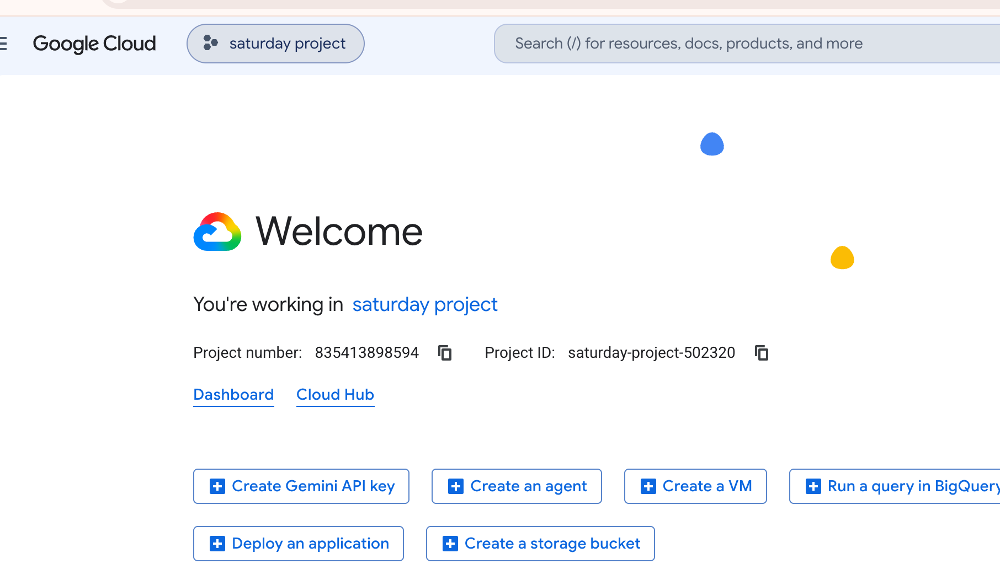 Google Cloud
saturday project
Search (/) for resources, docs, products, and more
Welcome
You're working in saturday project
Project number: 835413898594 Project ID: saturday-project-502320
Dashboard Cloud Hub
Create Gemini API key
Create an agent
Create a VM
Run a query in BigQuery
Deploy an application
Create a storage bucket